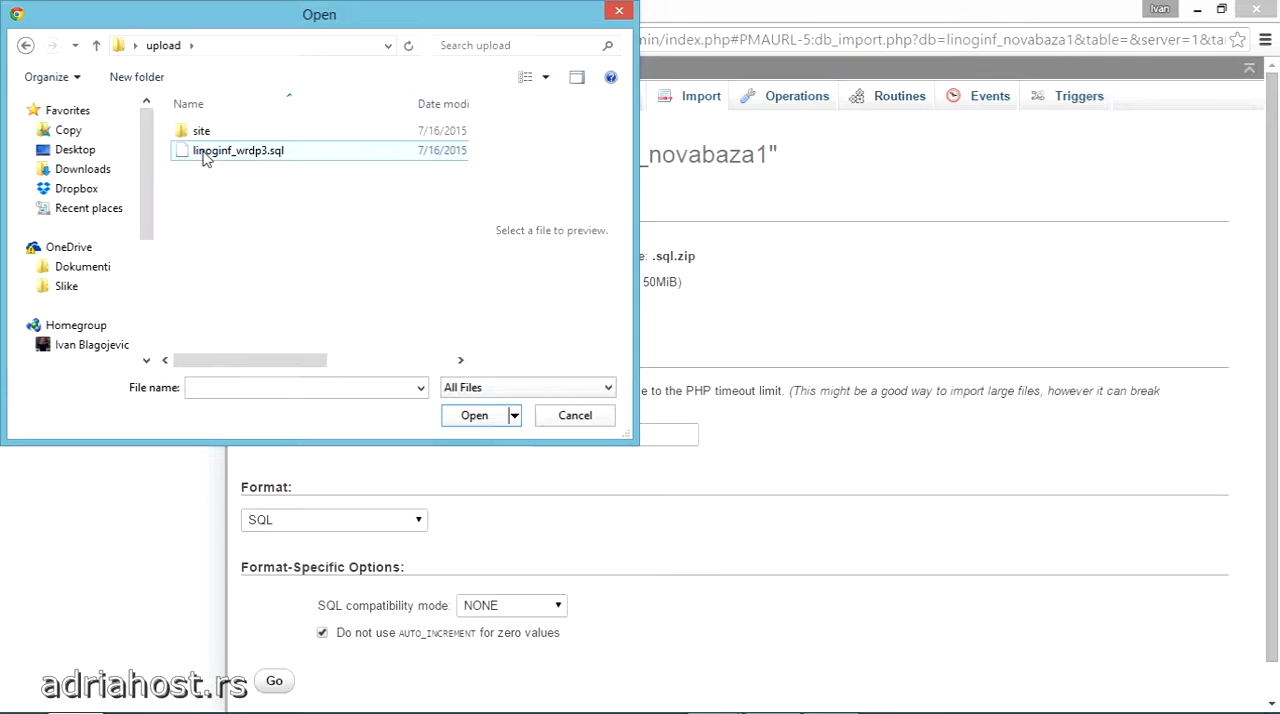 Open
Ivan
upload
Search upload
nin/index.php#PMAURL-5:db_import.php?db=linoginf_novabaza1&table=&server=1&ta
Organize
New folder
Import
Operations
Routines
Events
Triggers
Favorites
Copy
Desktop
Downloads
Dropbox
Recent places
OneDrive
Dokumenti
Slike
Homegroup
Ivan Blagojevic
Name
Date modi
site
7/16/2015
linoginf_wrdp3.sql
7/16/2015
Select a file to preview.
File name:
All Files
Open
Cancel
_novabaza1"
e: .sql.zip
50MiB)
e to the PHP timeout limit. (This might be a good way to import large files, however it can break
Format:
SQL
Format-Specific Options:
SQL compatibility mode:
NONE
Do not use AUTO_INCREMENT for zero values
Go
adriahost.rs